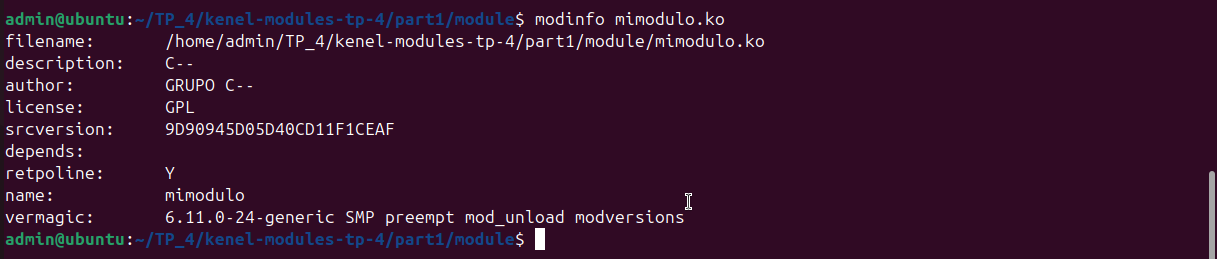 admin@ubuntu:~/TP_4/kenel-modules-tp-4/part1/module$ modinfo mimodulo.ko
filename:       /home/admin/TP_4/kenel-modules-tp-4/part1/module/mimodulo.ko
description:    C--
author:         GRUPO C--
license:        GPL
srcversion:     9D90945D05D40CD11F1CEAF
depends:
retpoline:      Y
name:           mimodulo
vermagic:       6.11.0-24-generic SMP preempt mod_unload modversions
admin@ubuntu:~/TP_4/kenel-modules-tp-4/part1/module$